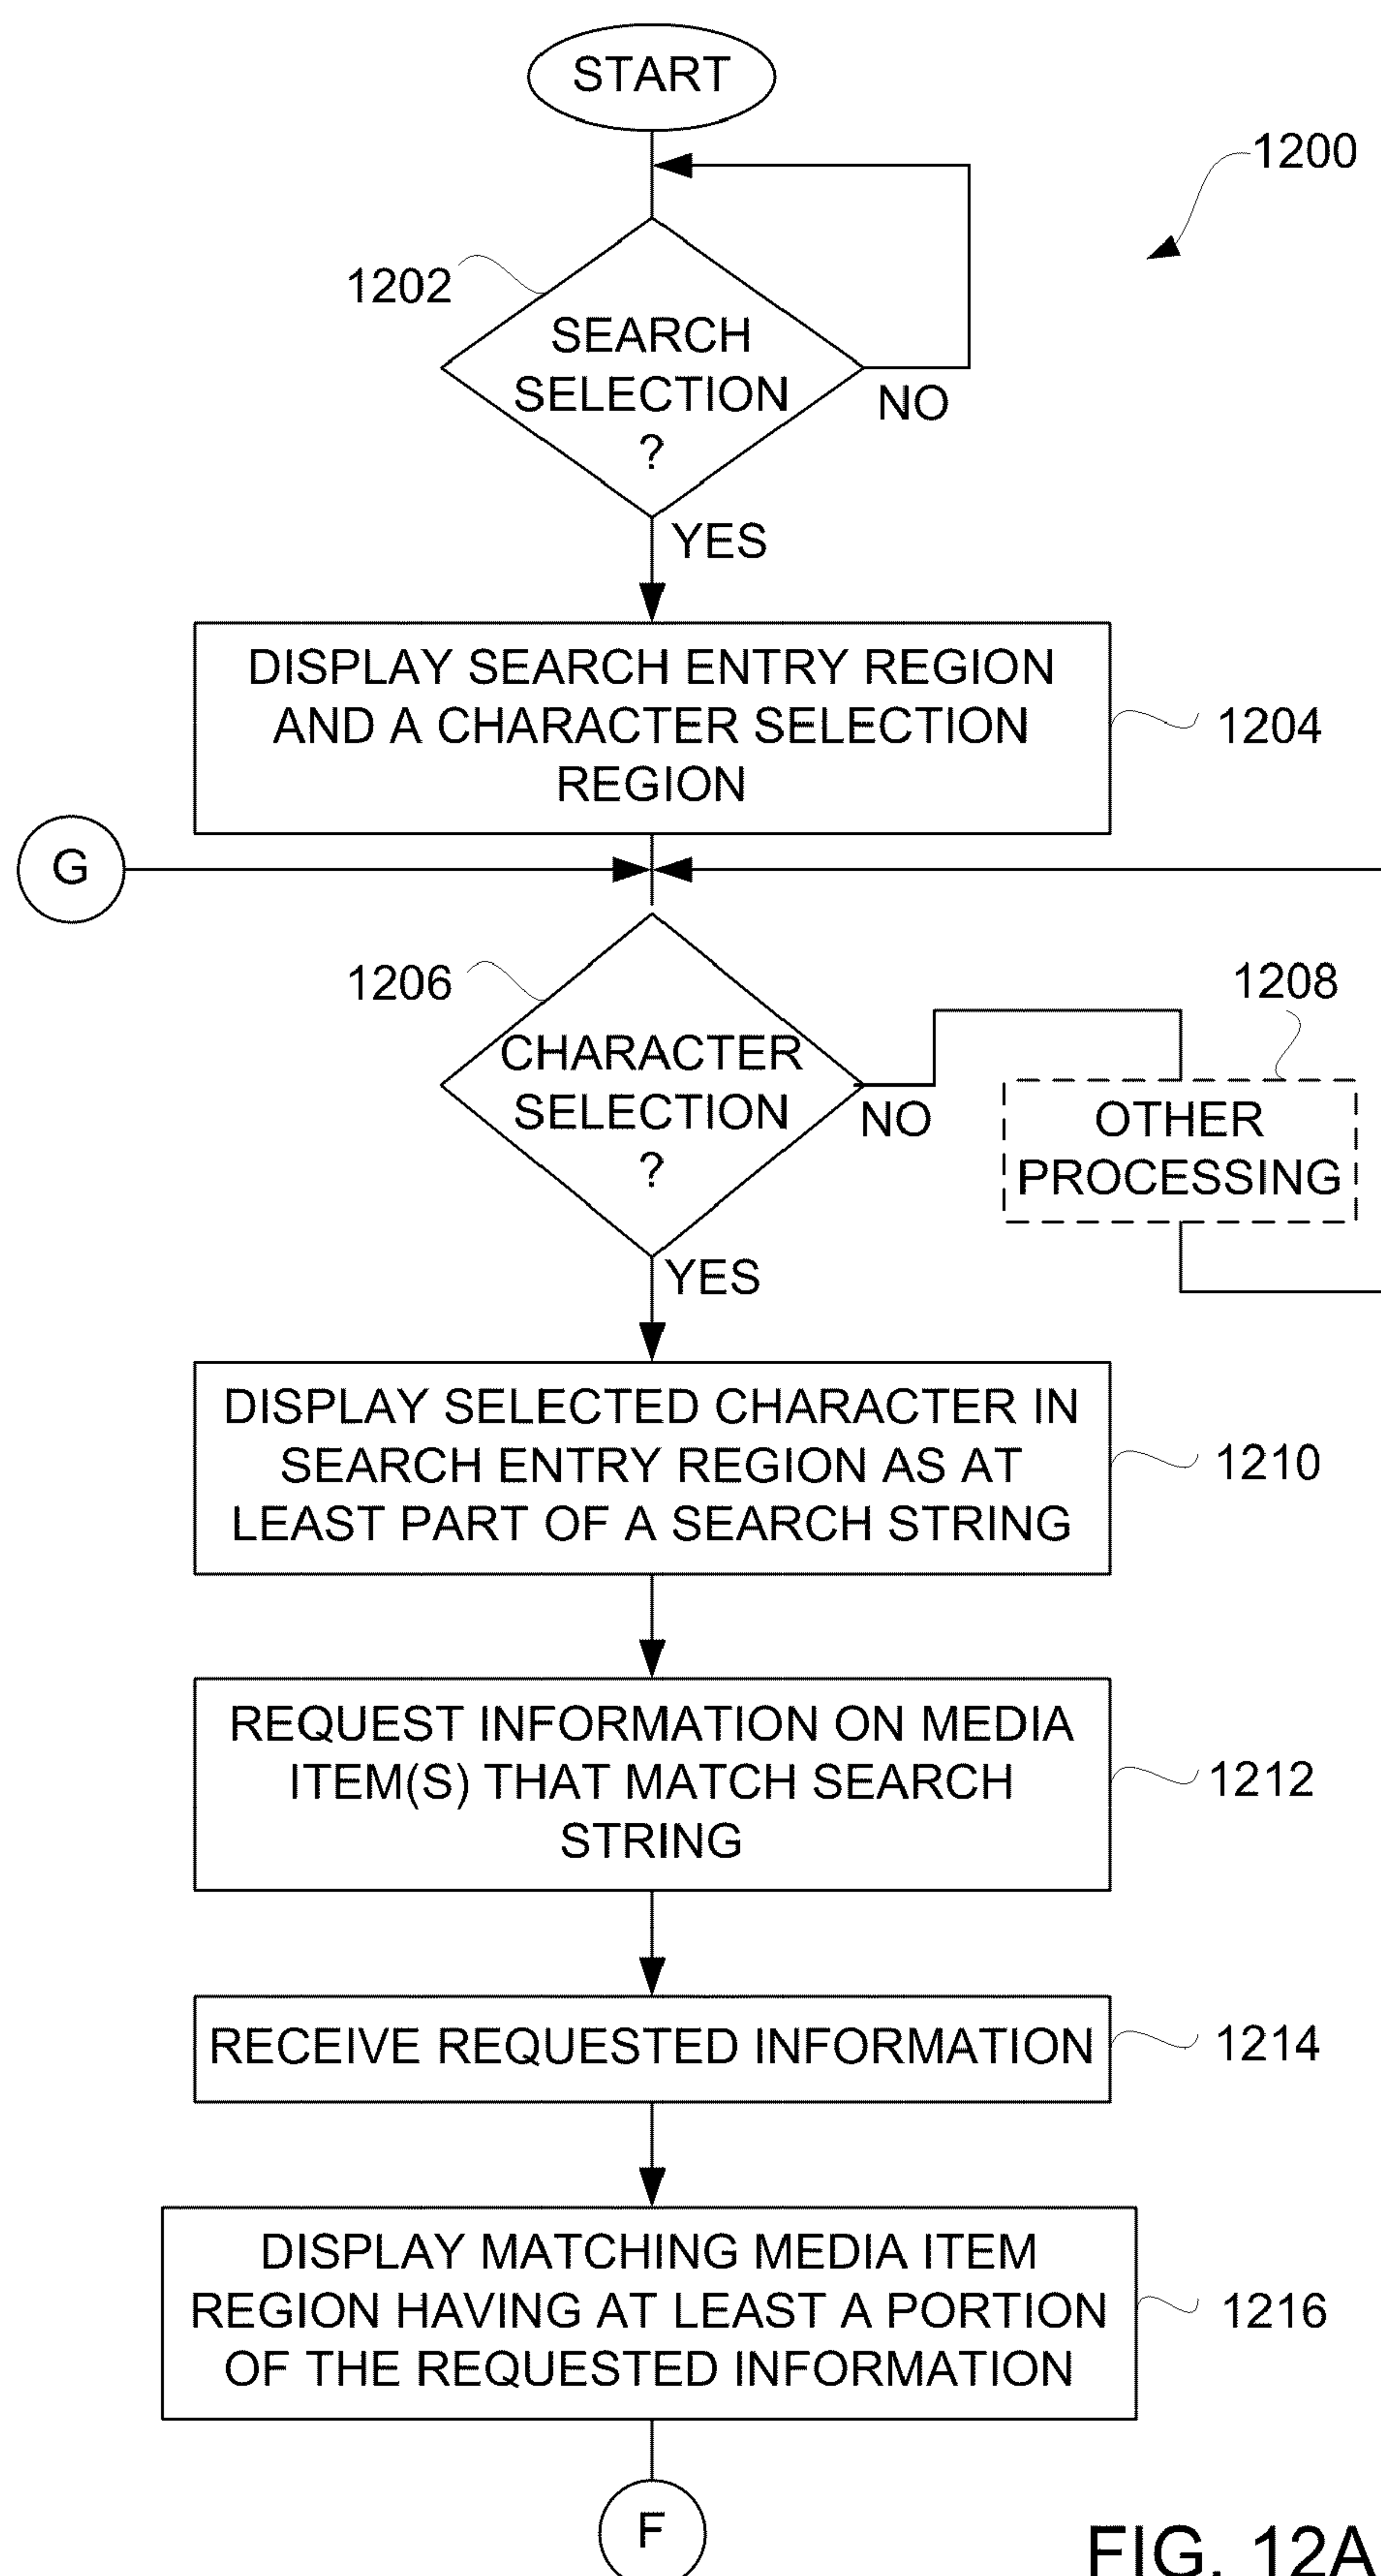 START
1200
1202
SEARCH
SELECTION
?
NO
YES
DISPLAY SEARCH ENTRY REGION
AND A CHARACTER SELECTION
REGION
1204
G
1206
CHARACTER
SELECTION
?
NO
1208
OTHER
PROCESSING
YES
DISPLAY SELECTED CHARACTER IN
SEARCH ENTRY REGION AS AT
LEAST PART OF A SEARCH STRING
1210
REQUEST INFORMATION ON MEDIA
ITEM(S) THAT MATCH SEARCH
STRING
1212
RECEIVE REQUESTED INFORMATION
1214
DISPLAY MATCHING MEDIA ITEM
REGION HAVING AT LEAST A PORTION
OF THE REQUESTED INFORMATION
1216
F
FIG. 12A